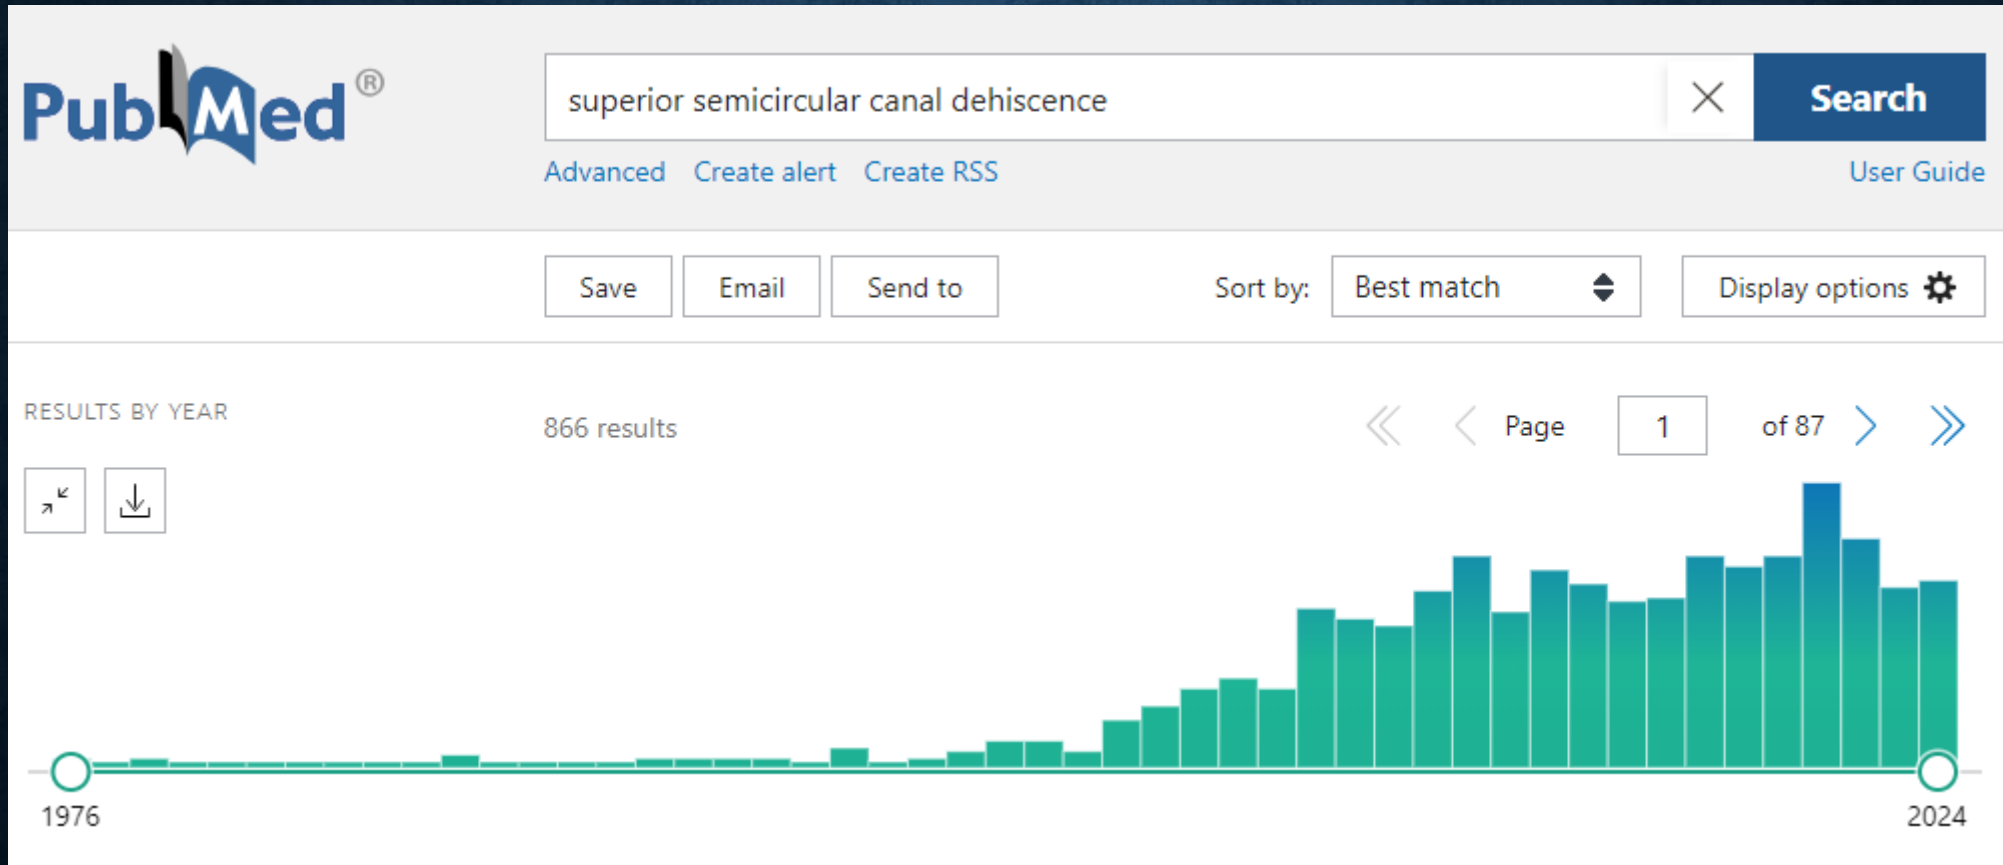 PubMed®
superior semicircular canal dehiscence
Search
Advanced Create alert Create RSS User Guide
Save Email Send to Sort by: Best match Display options
RESULTS BY YEAR
866 results Page 1 of 87
1976 2024